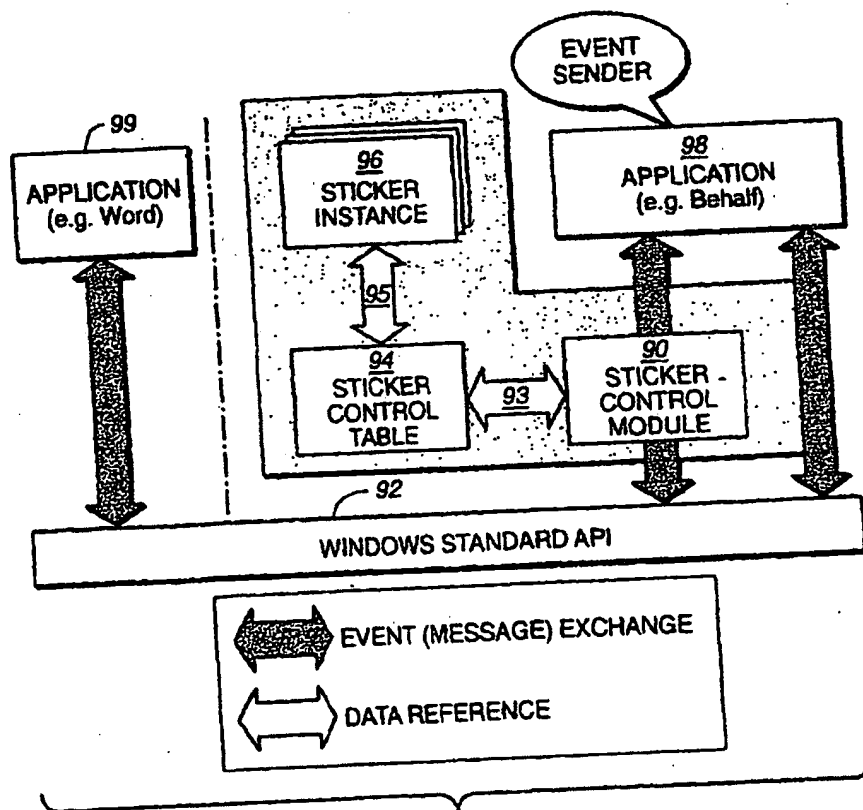 EVENT
SENDER
99
APPLICATION
(e.g. Word)
96
STICKER
INSTANCE
98
APPLICATION
(e.g. Behalf)
95
94
STICKER
CONTROL
TABLE
93
90
STICKER
CONTROL
MODULE
92
WINDOWS STANDARD API
EVENT (MESSAGE) EXCHANGE
DATA REFERENCE